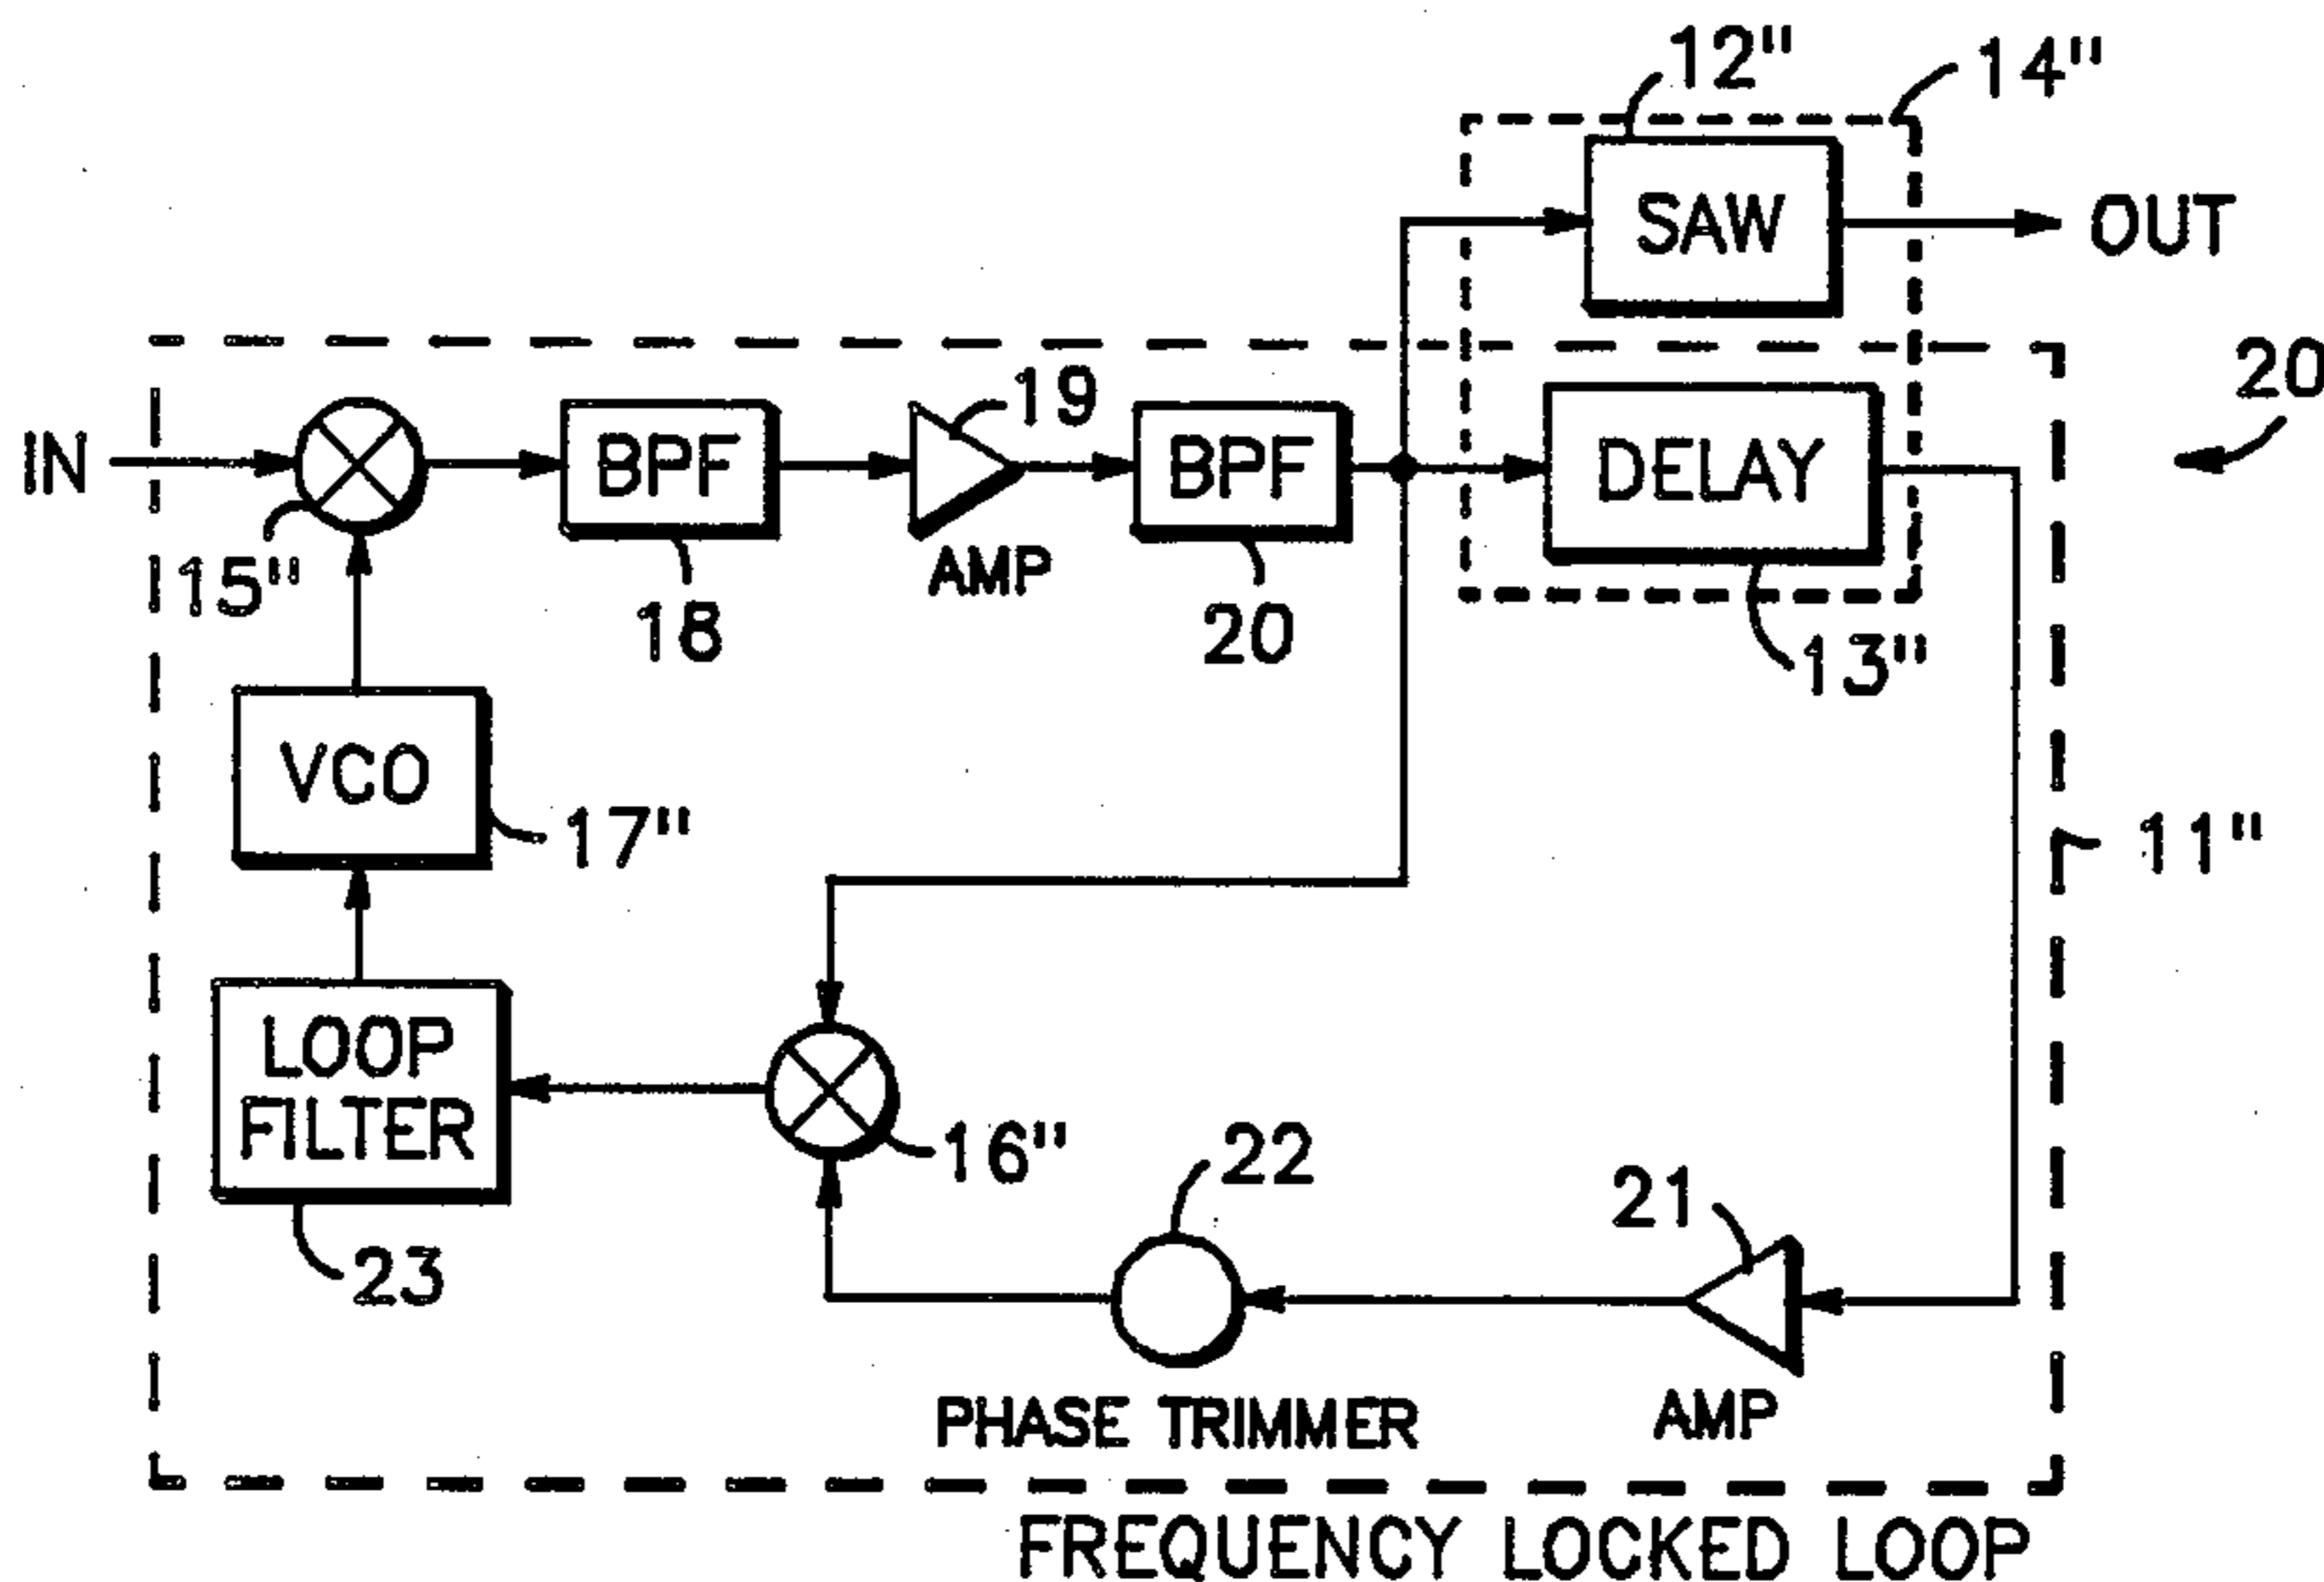 12"
14"
SAW
OUT
20
19
IN
BPF
BPF
DELAY
15"
AMP
18
20
13"
VCO
17"
11"
LOOP
FILTER
16"
22
21
23
PHASE TRIMMER
AMP
FREQUENCY LOCKED LOOP